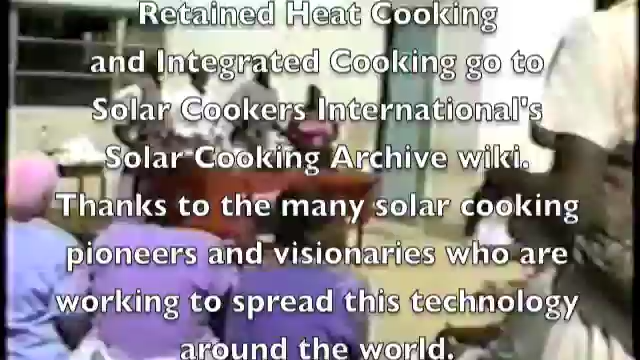 Retained Heat Cooking
and Integrated Cooking go to
Solar Cookers International's
Solar Cooking Archive wiki.
Thanks to the many solar cooking
pioneers and visionaries who are
working to spread this technology
around the world.